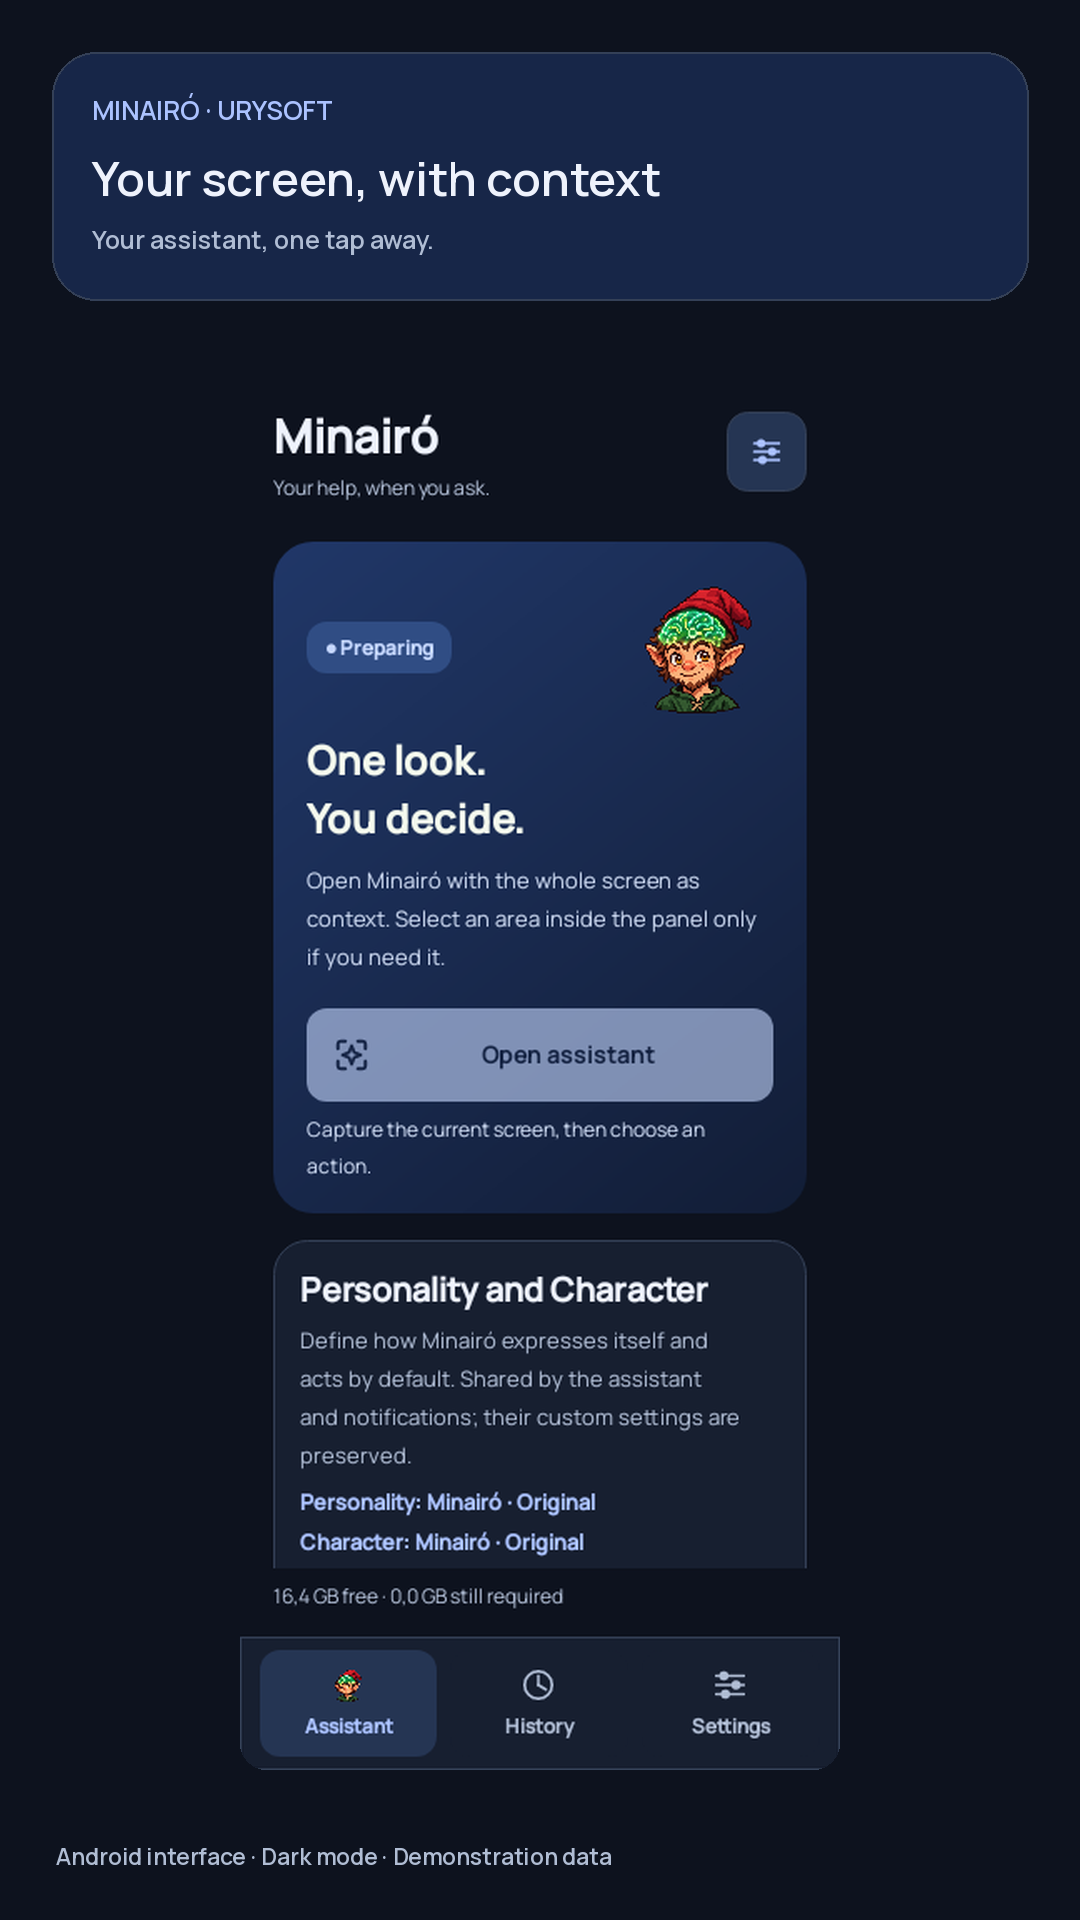 MINAIRÓ · URYSOFT
Your screen, with context
Your assistant, one tap away.
Minairó
Your help, when you ask.
Preparing
One look.
You decide.
Open Minairó with the whole screen as
context. Select an area inside the panel only
if you need it.
Open assistant
Capture the current screen, then choose an
action.
Personality and Character
Define how Minairó expresses itself and
acts by default. Shared by the assistant
and notifications; their custom settings are
preserved.
Personality: Minairó · Original
Character: Minairó · Original
16,4 GB free · 0,0 GB still required
Assistant
History
Settings
Android interface · Dark mode · Demonstration data